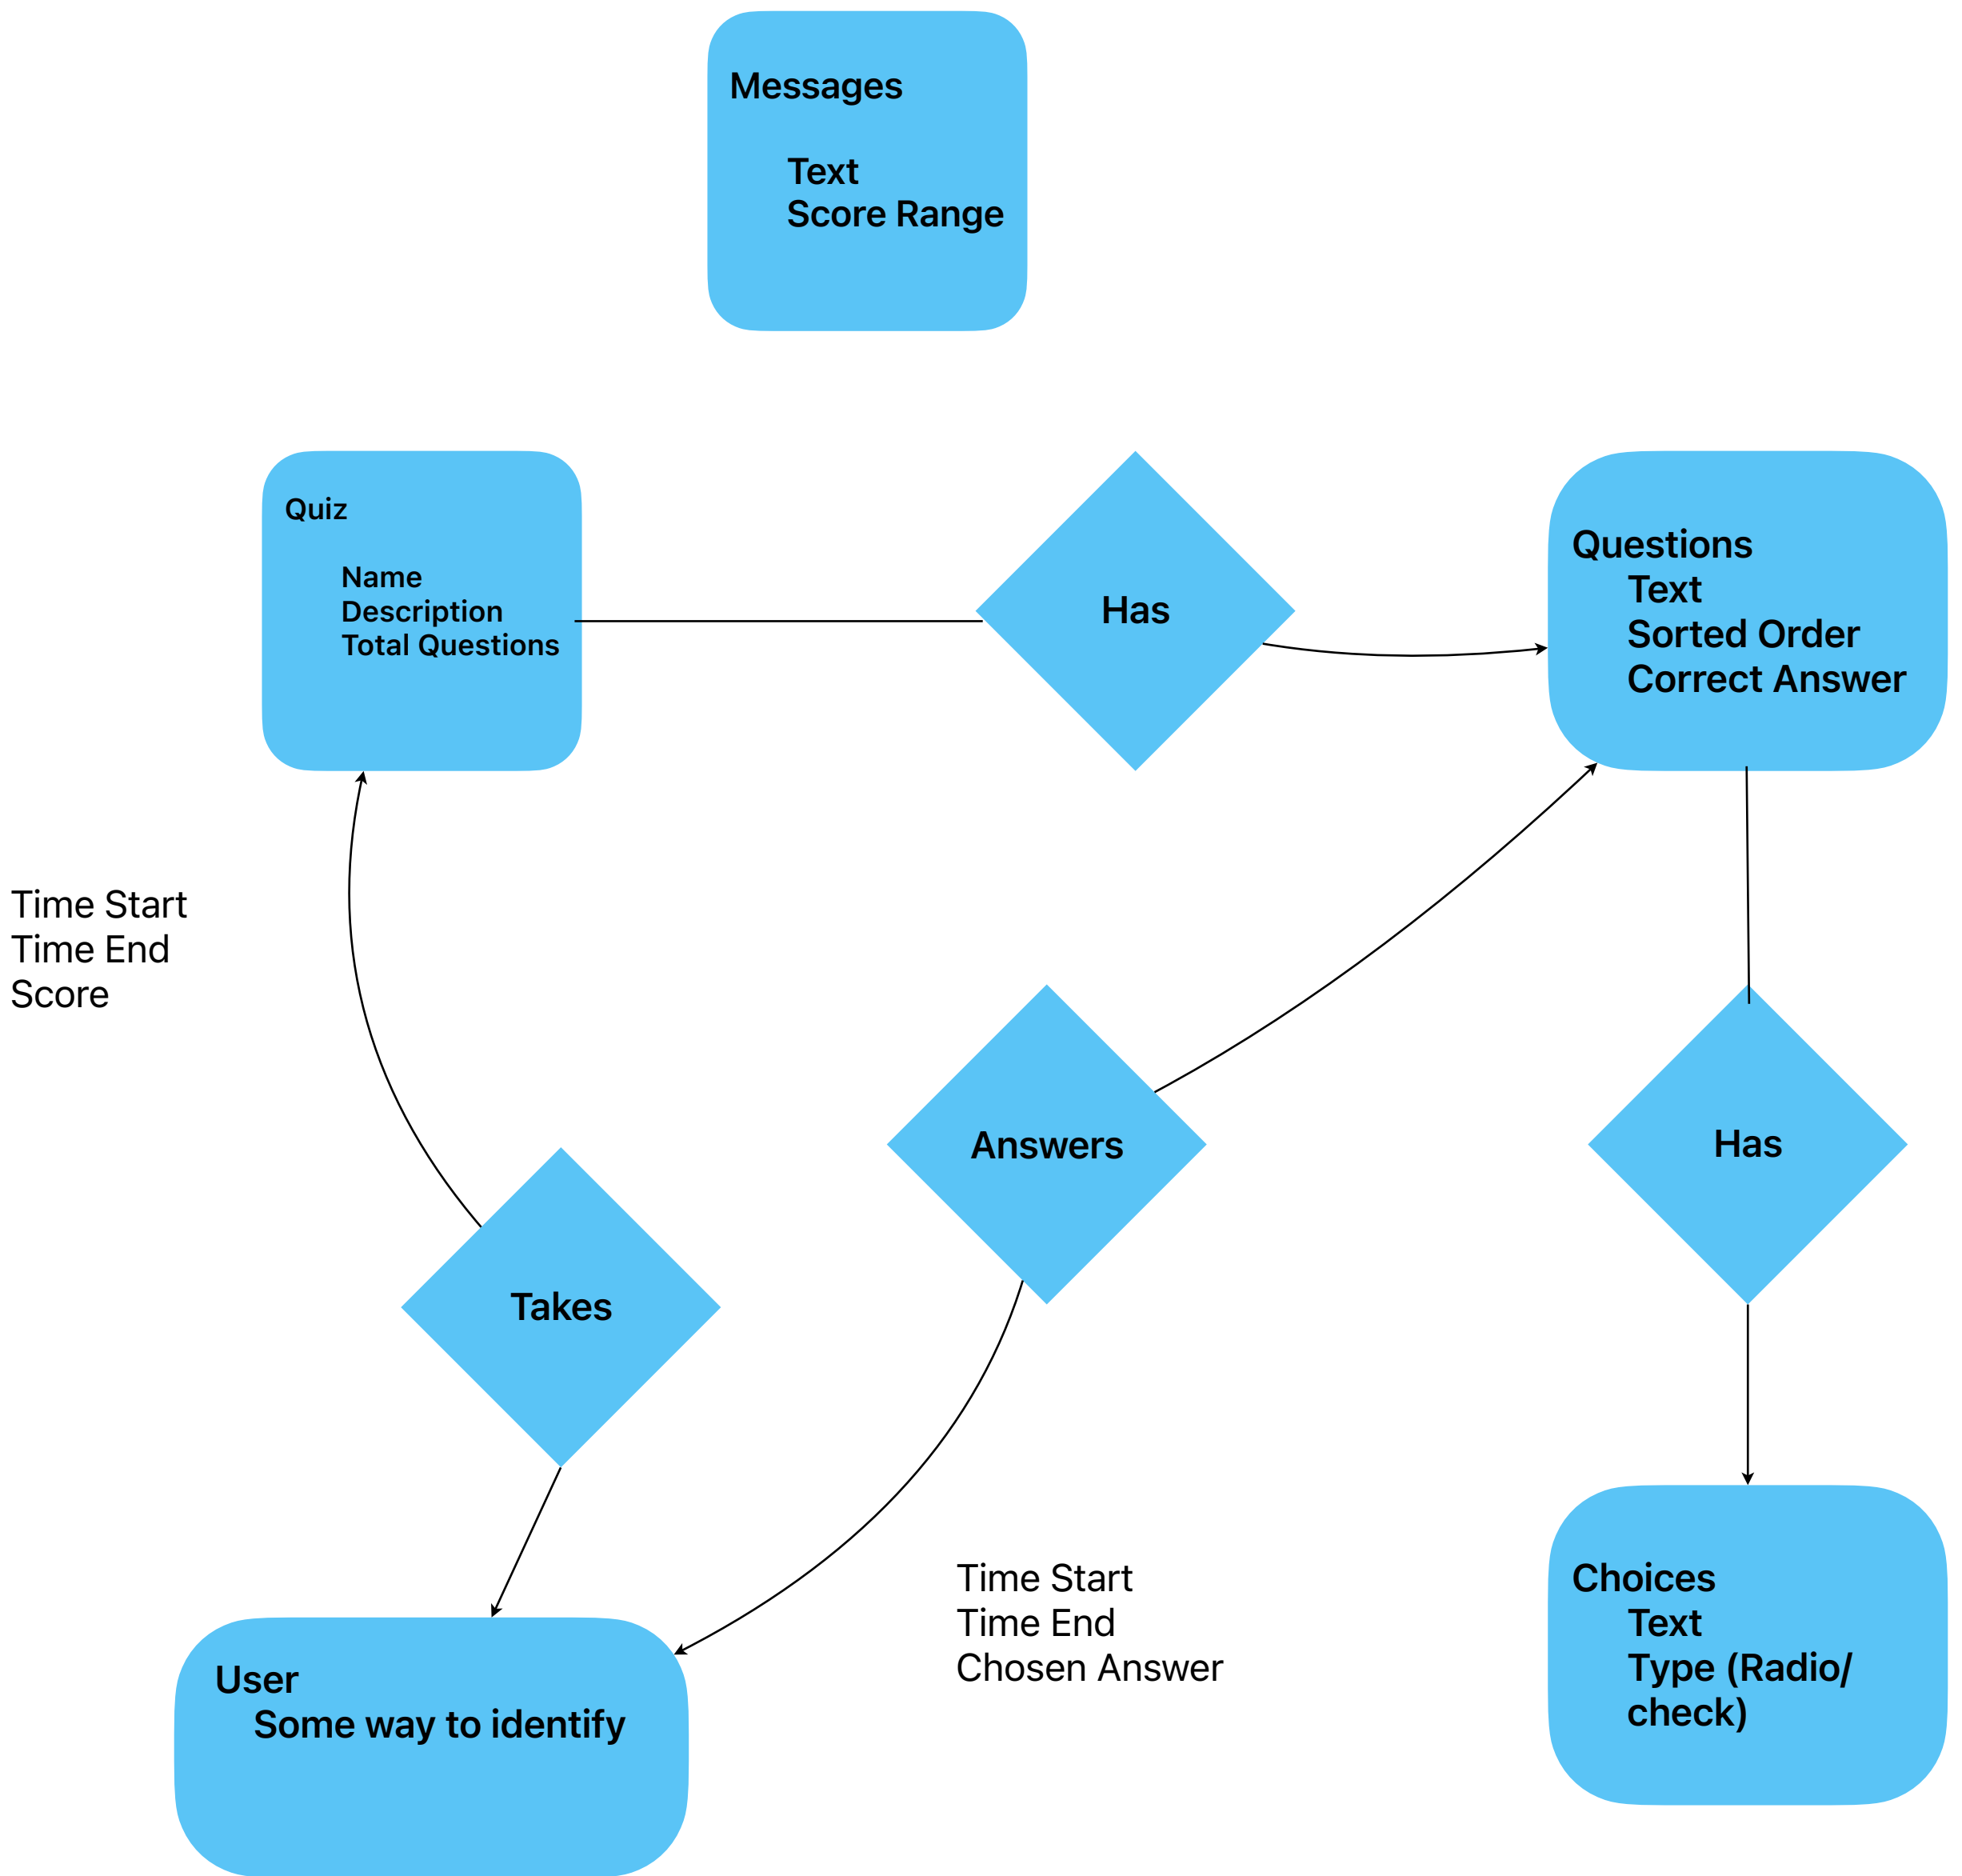 Messages
Text
Score Range
Quiz
Name
Description
Total Questions
Has
Questions
Text
Sorted Order
Correct Answer
Time Start
Time End
Score
Answers
Has
Takes
Time Start
Time End
Chosen Answer
Choices
Text
Type (Radio/
check)
User
Some way to identify